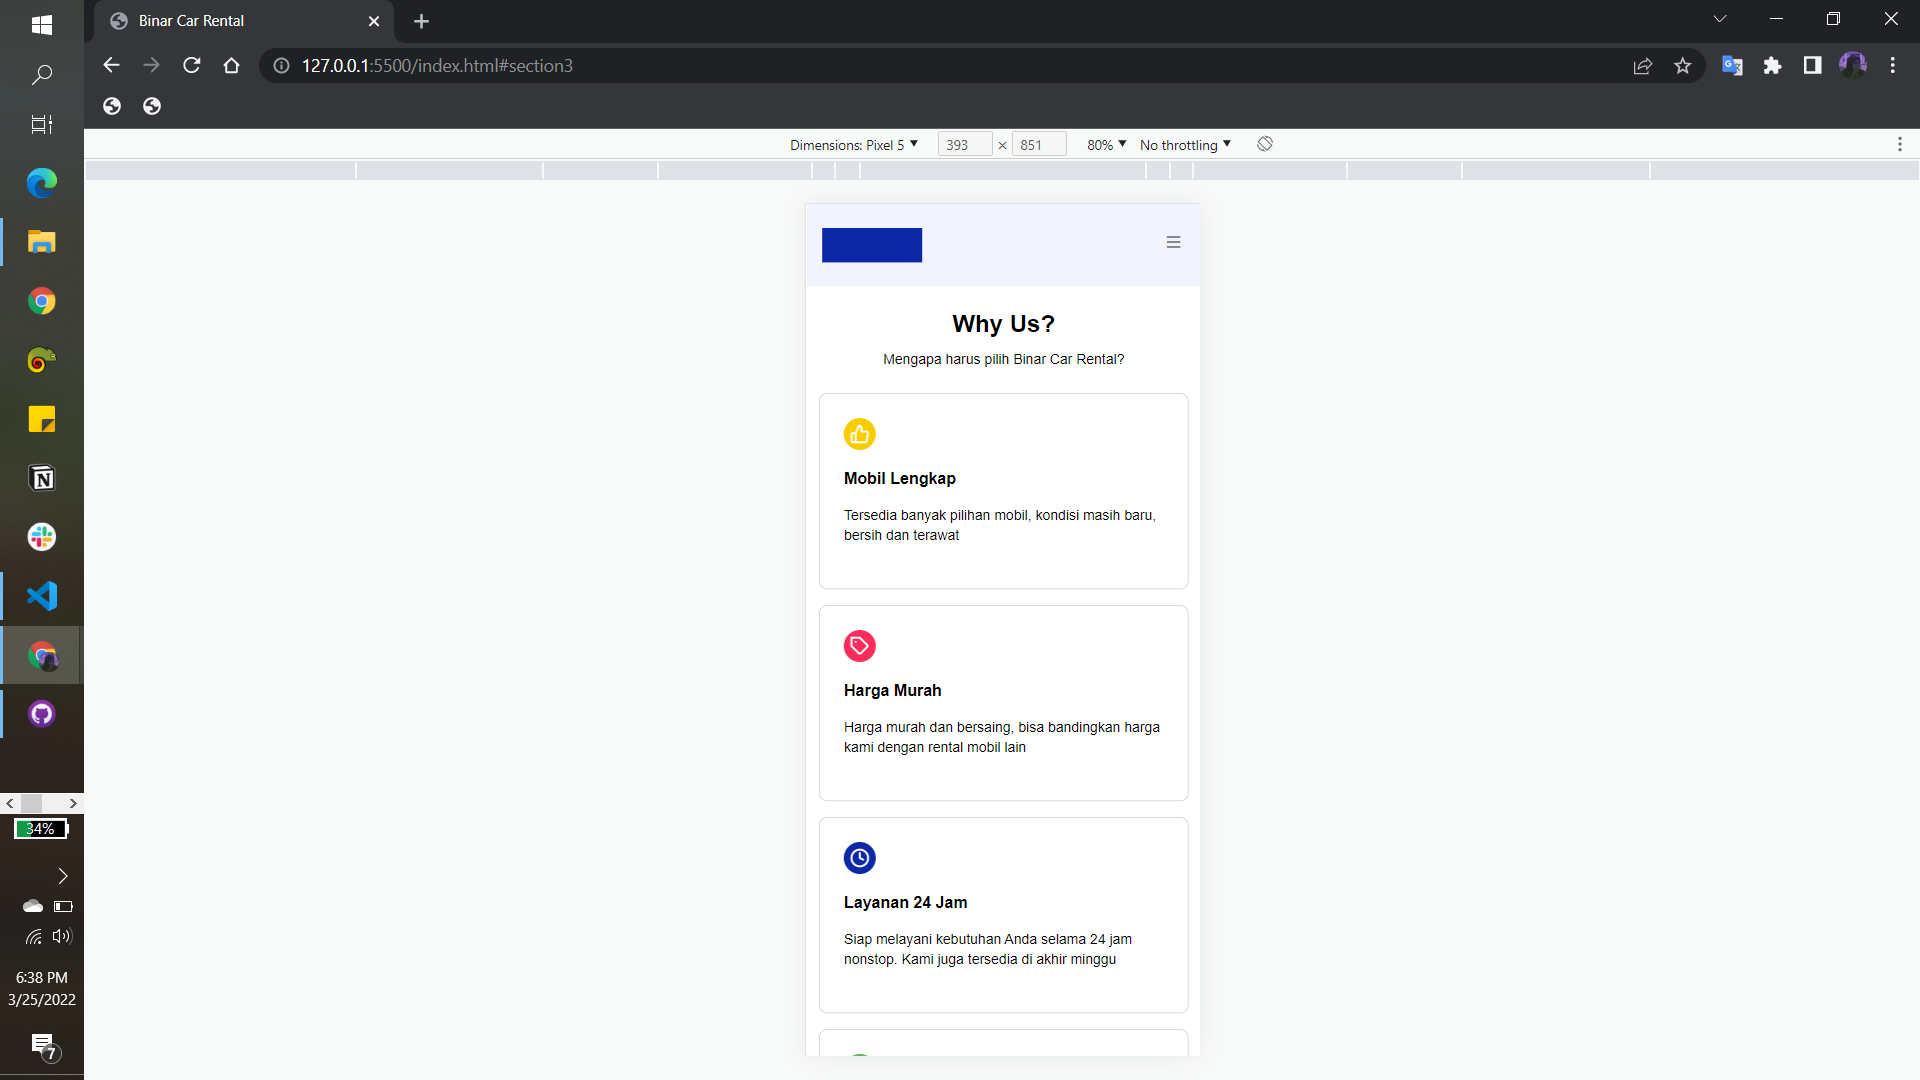 Binar Car Rental
127.0.0.1:5500/index.html#section3
Dimensions: Pixel 5 393 × 851 80% No throttling
Why Us?
Mengapa harus pilih Binar Car Rental?
Mobil Lengkap
Tersedia banyak pilihan mobil, kondisi masih baru,
bersih dan terawat
Harga Murah
Harga murah dan bersaing, bisa bandingkan harga
kami dengan rental mobil lain
Layanan 24 Jam
Siap melayani kebutuhan Anda selama 24 jam
nonstop. Kami juga tersedia di akhir minggu
34%
6:38 PM
3/25/2022
7